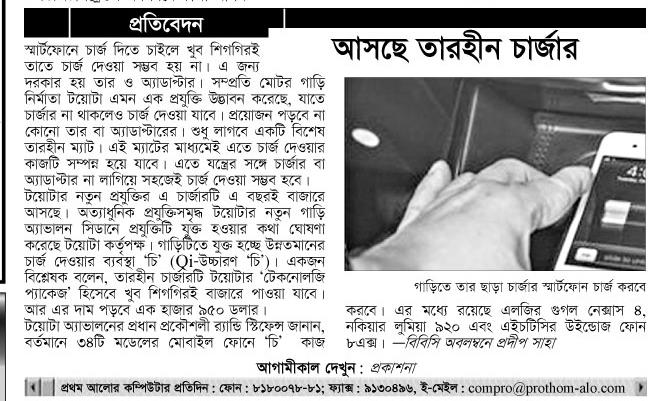 প্রতিবেদন
আসছে তারহীন চার্জার
স্মার্টফোনে চার্জ দিতে চাইলে খুব শিগগিরই
তাতে চার্জ দেওয়া সম্ভব হয় না। এ জন্য
দরকার হয় তার ও অ্যাডাপ্টার। সম্প্রতি মোটর গাড়ি
নির্মাতা টয়োটা এমন এক প্রযুক্তি উদ্ভাবন করেছে, যাতে
চার্জার না থাকলেও চার্জ দেওয়া যাবে। প্রয়োজন পড়বে না
কোনো তার বা অ্যাডাপ্টারের। শুধু লাগবে একটি বিশেষ
তারহীন ম্যাট। এই ম্যাটের মাধ্যমেই এতে চার্জ দেওয়ার
কাজটি সম্পন্ন হয়ে যাবে। এতে যন্ত্রের সঙ্গে চার্জার বা
অ্যাডাপ্টার না লাগিয়ে সহজেই চার্জ দেওয়া সম্ভব হবে।
টয়োটার নতুন প্রযুক্তির এ চার্জারটি এ বছরই বাজারে
আসছে। অত্যাধুনিক প্রযুক্তিসমৃদ্ধ টয়োটার নতুন গাড়ি
অ্যাভালন সিডানে প্রযুক্তিটি যুক্ত হওয়ার কথা ঘোষণা
করেছে টয়োটা কর্তৃপক্ষ। গাড়িটিতে যুক্ত হচ্ছে উন্নতমানের
চার্জ দেওয়ার ব্যবস্থা ‘চি’ (Qi-উচ্চারণ ‘চি’)। একজন
বিশ্লেষক বলেন, তারহীন চার্জারটি টয়োটার ‘টেকনোলজি
প্যাকেজ’ হিসেবে খুব শিগগিরই বাজারে পাওয়া যাবে।
আর এর দাম পড়বে এক হাজার ৯৫০ ডলার।
টয়োটা অ্যাভালনের প্রধান প্রকৌশলী র‍্যান্ডি স্টিফেন্স জানান,
বর্তমানে ৩৪টি মডেলের মোবাইল ফোনে ‘চি’ কাজ
গাড়িতে তার ছাড়া চার্জার স্মার্টফোন চার্জ করবে
করবে। এর মধ্যে রয়েছে এলজির গুগল নেক্সাস ৪,
নকিয়ার লুমিয়া ৯২০ এবং এইচটিসির উইন্ডোজ ফোন
৮এক্স। —বিবিসি অবলম্বনে প্রদীপ সাহা
আগামীকাল দেখুন : প্রকাশনা
প্রথম আলোর কম্পিউটার প্রতিদিন : ফোন : ৮১৮০০৭৮-৮১; ফ্যাক্স : ৯১৩০৪৯৬, ই-মেইল : compro@prothom-alo.com